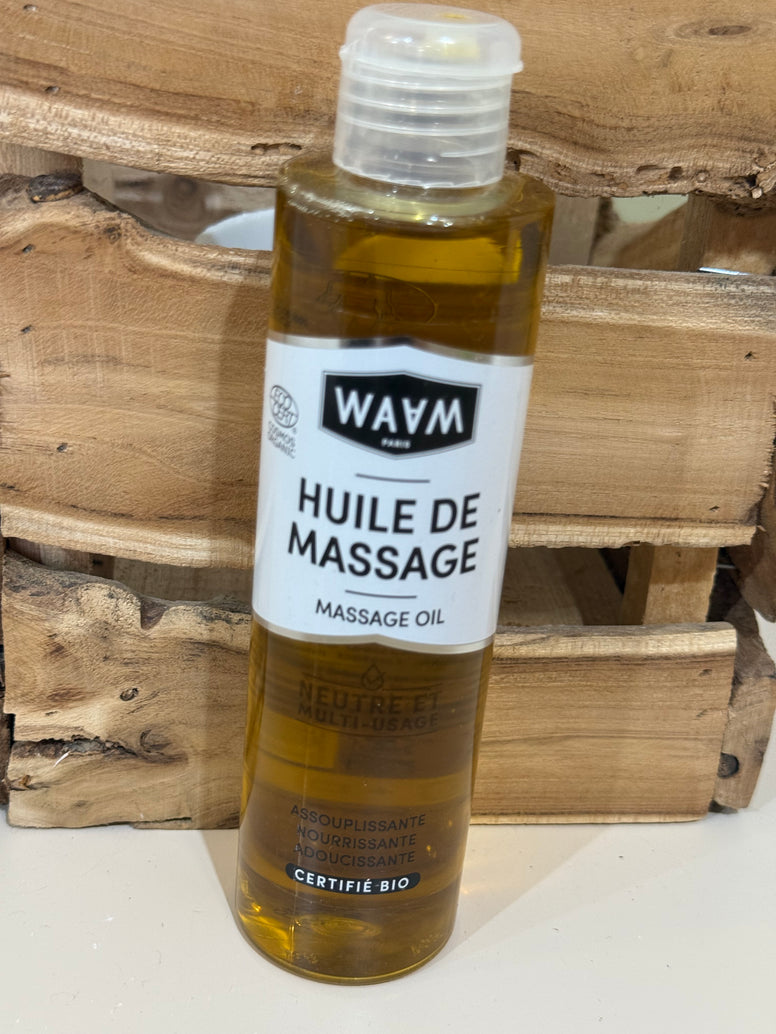 WAAM
PARIS
ECO
CERT
COSMOS
ORGANIC
HUILE DE
MASSAGE
MASSAGE OIL
NEUTRE ET
MULTI-USAGE
ASSOUPLISSANTE
NOURRISSANTE
ADOUCISSANTE
CERTIFIÉ BIO